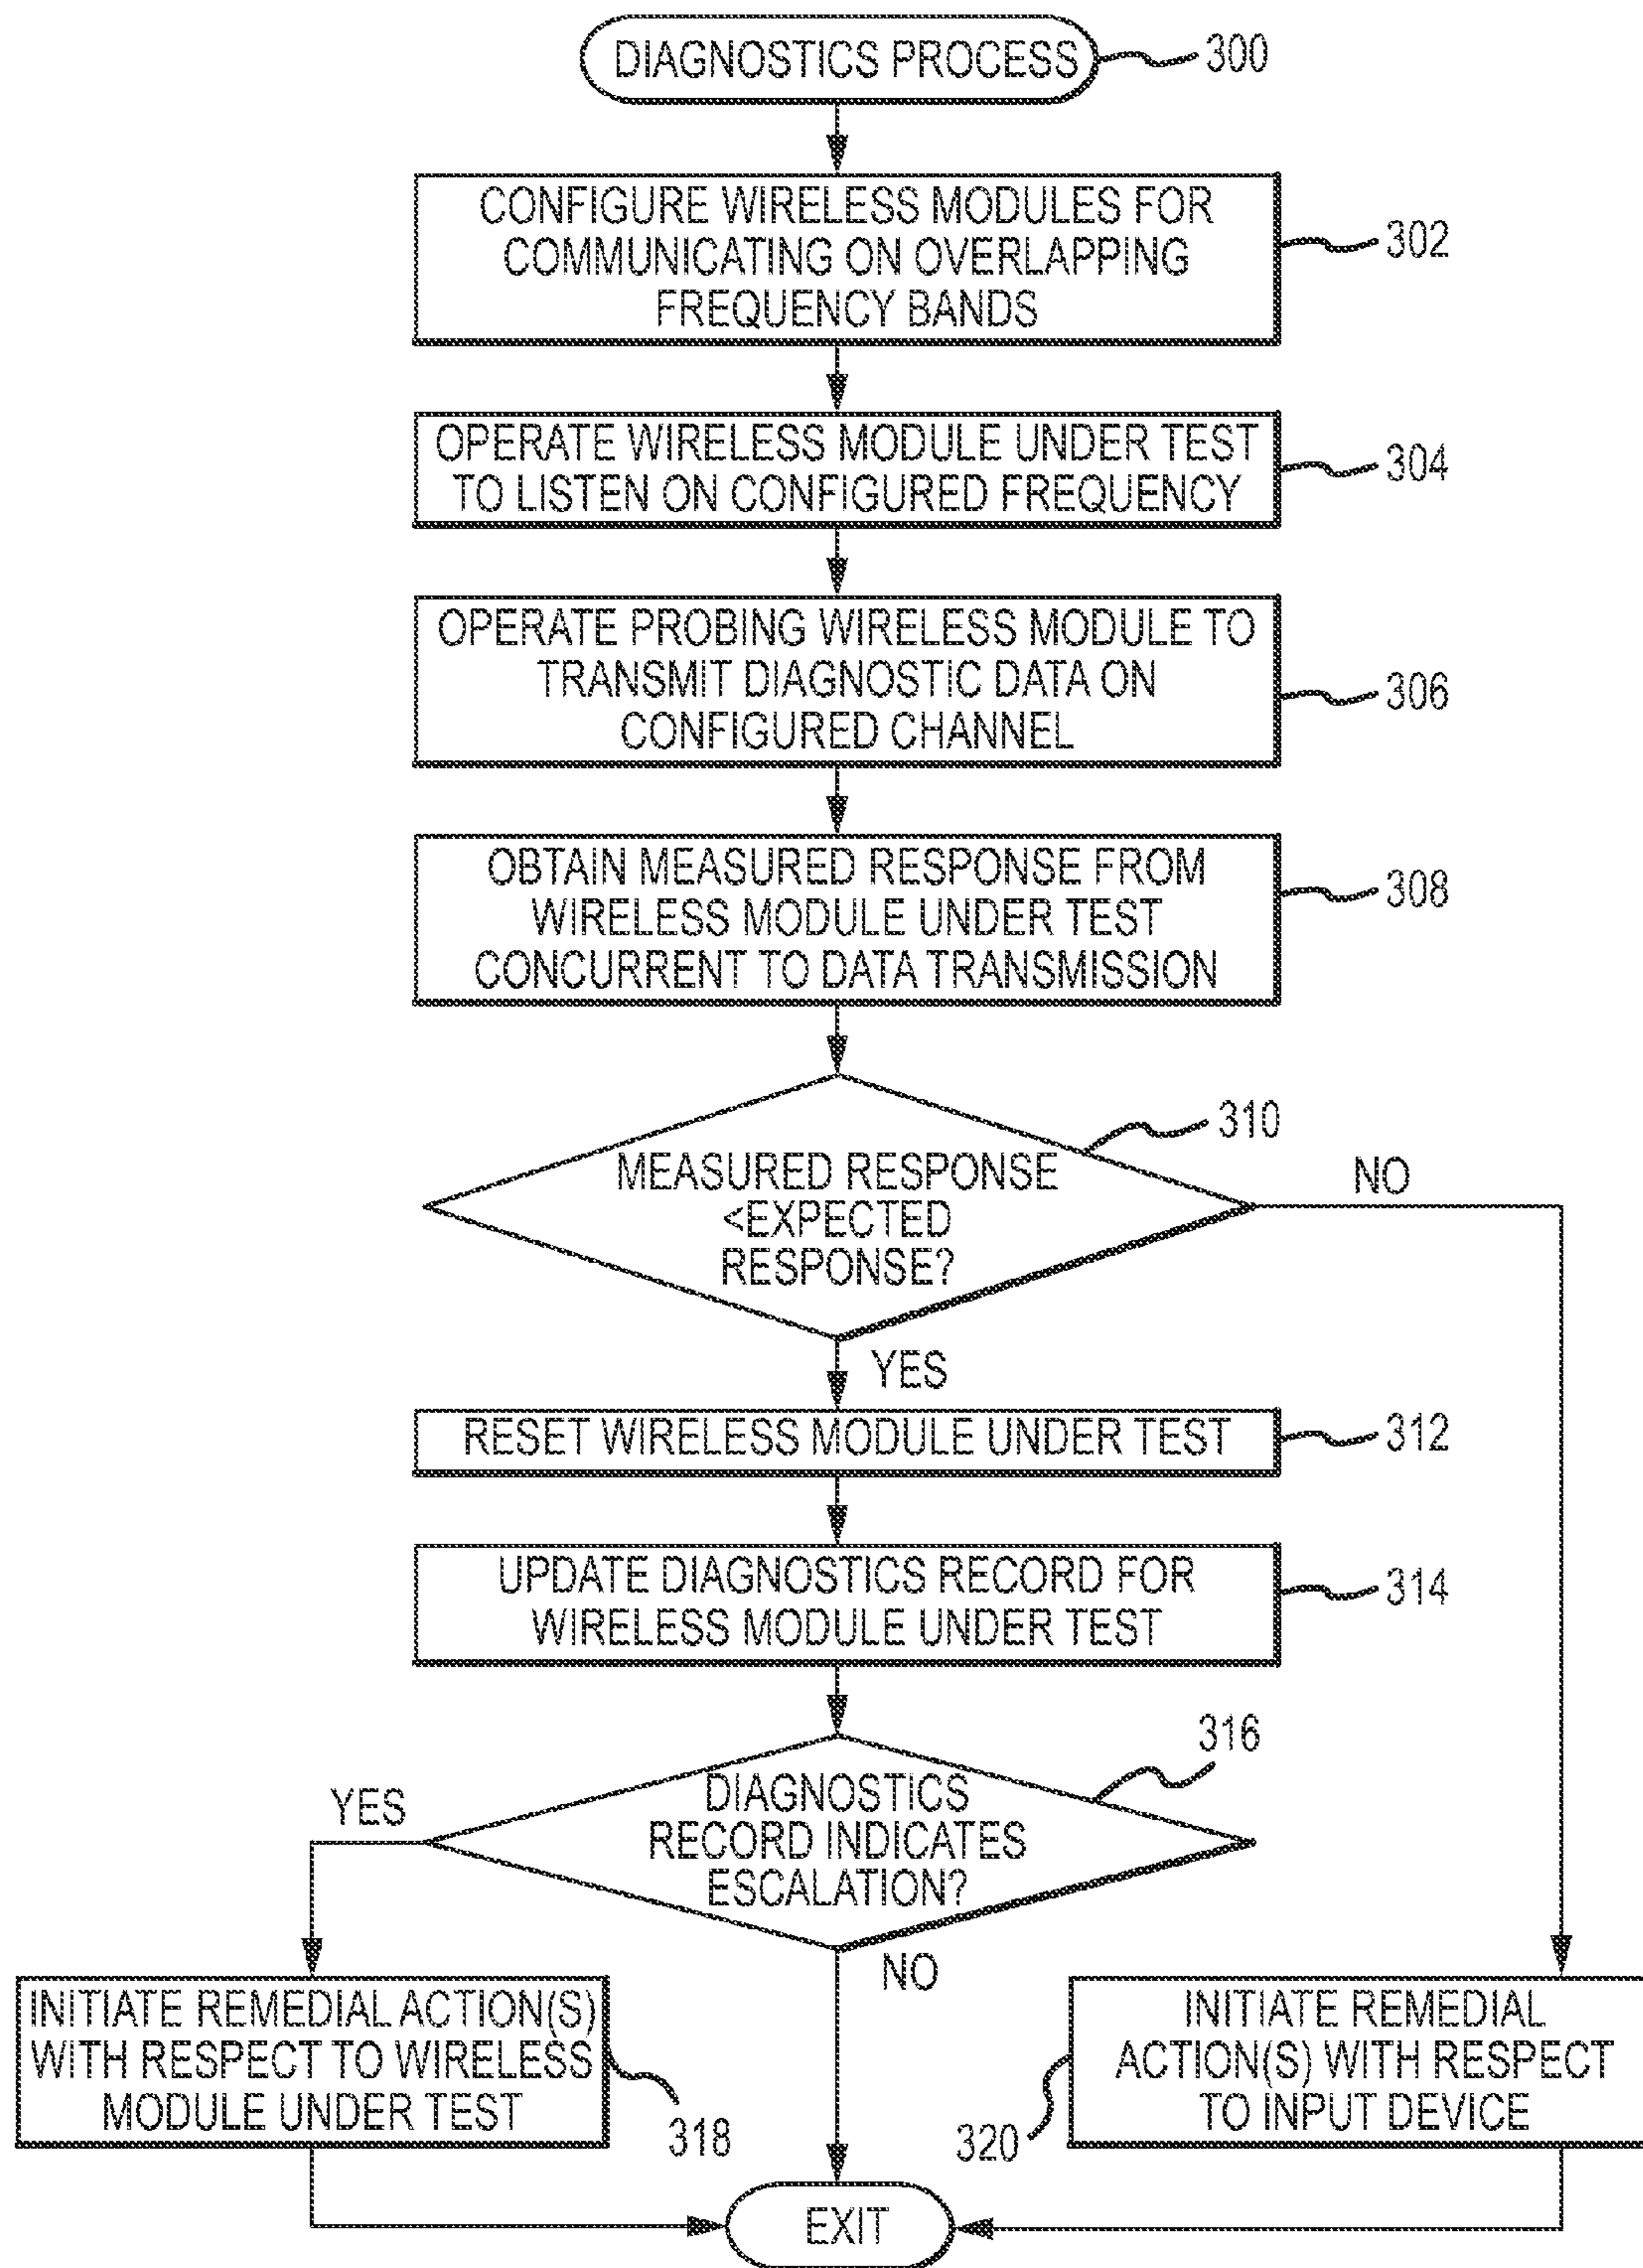 DIAGNOSTICS PROCESS
300
CONFIGURE WIRELESS MODULES FOR
COMMUNICATING ON OVERLAPPING
FREQUENCY BANDS
302
OPERATE WIRELESS MODULE UNDER TEST
TO LISTEN ON CONFIGURED FREQUENCY
304
OPERATE PROBING WIRELESS MODULE TO
TRANSMIT DIAGNOSTIC DATA ON
CONFIGURED CHANNEL
306
OBTAIN MEASURED RESPONSE FROM
WIRELESS MODULE UNDER TEST
CONCURRENT TO DATA TRANSMISSION
308
310
MEASURED RESPONSE
<EXPECTED
RESPONSE?
NO
YES
RESET WIRELESS MODULE UNDER TEST
312
UPDATE DIAGNOSTICS RECORD FOR
WIRELESS MODULE UNDER TEST
314
316
DIAGNOSTICS
RECORD INDICATES
ESCALATION?
YES
NO
INITIATE REMEDIAL ACTION(S)
WITH RESPECT TO WIRELESS
MODULE UNDER TEST
318
INITIATE REMEDIAL
ACTION(S) WITH RESPECT
TO INPUT DEVICE
320
EXIT